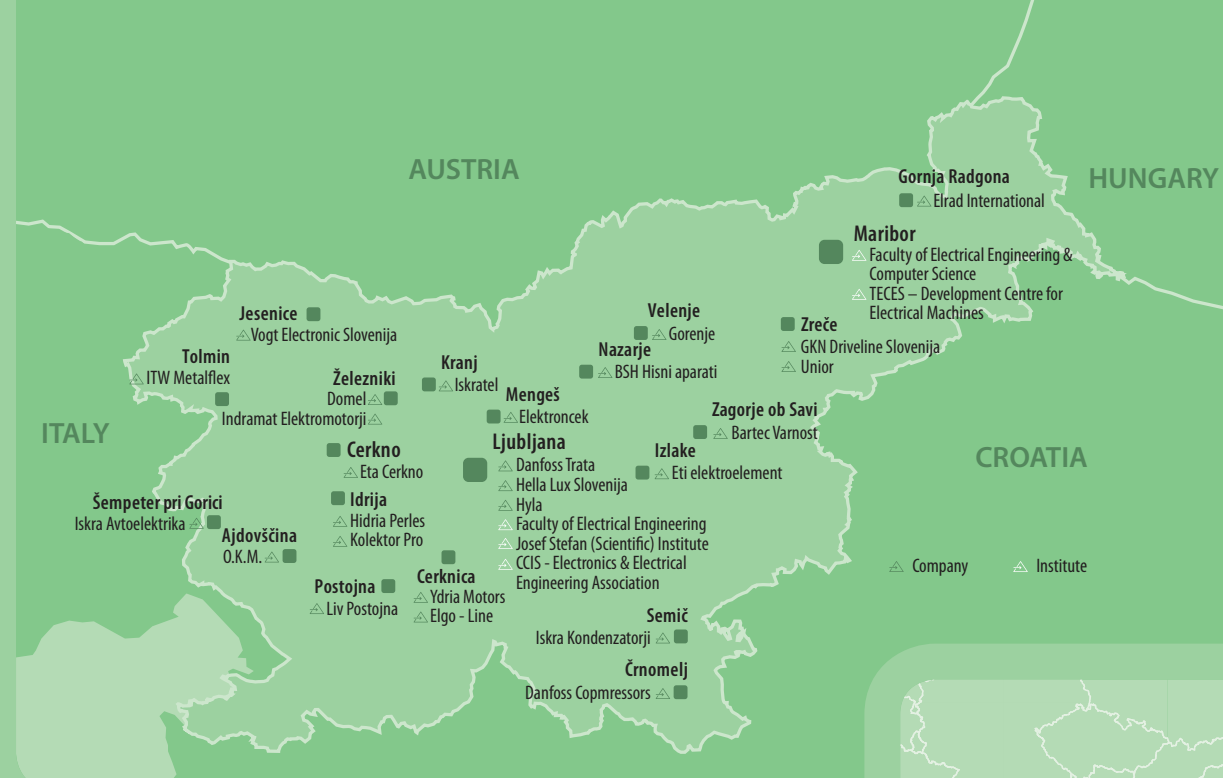 AUSTRIA
HUNGARY
Gornja Radgona
Elrad International
Maribor
Faculty of Electrical Engineering &
Computer Science
TECES – Development Centre for
Electrical Machines
Jesenice
Vogt Electronic Slovenija
Velenje
Gorenje
Zreče
GKN Driveline Slovenija
Unior
Tolmin
ITW Metalflex
Nazarje
BSH Hisni aparati
Kranj
Iskratel
Železniki
Domel
Indramat Elektromotorji
Mengeš
Elektroncek
Zagorje ob Savi
Bartec Varnost
ITALY
CROATIA
Cerkno
Eta Cerkno
Ljubljana
Danfoss Trata
Hella Lux Slovenija
Hyla
Faculty of Electrical Engineering
Josef Stefan (Scientific) Institute
CCIS - Electronics & Electrical
Engineering Association
Izlake
Eti elektroelement
Idrija
Hidria Perles
Kolektor Pro
Šempeter pri Gorici
Iskra Avtoelektrika
Ajdovščina
O.K.M.
Postojna
Liv Postojna
Cerknica
Ydria Motors
Elgo - Line
Company
Institute
Semič
Iskra Kondenzatorji
Črnomelj
Danfoss Copmressors